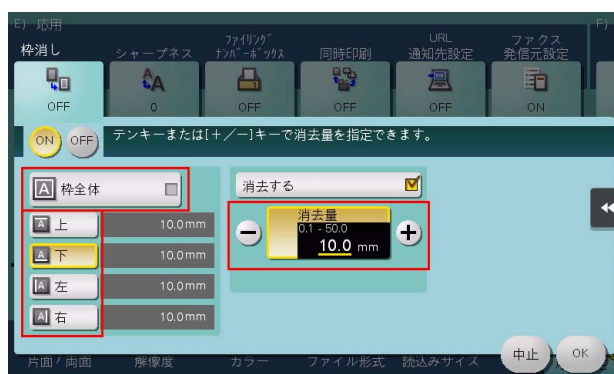 E) 応用
F)
枠消し
シャープネス
ファイリング
ナンバーボックス
同時印刷
URL
通知先設定
ファクス
発信元設定
OFF
0
OFF
OFF
OFF
ON
ON
OFF
テンキーまたは[+/-]キーで消去量を指定できます。
A 枠全体
消去する
A 上
10.0mm
消去量
0.1 - 50.0
10.0 mm
A 下
10.0mm
A 左
10.0mm
A 右
10.0mm
片面/両面
解像度
カラー
ファイル形式
読込みサイズ
中止
OK